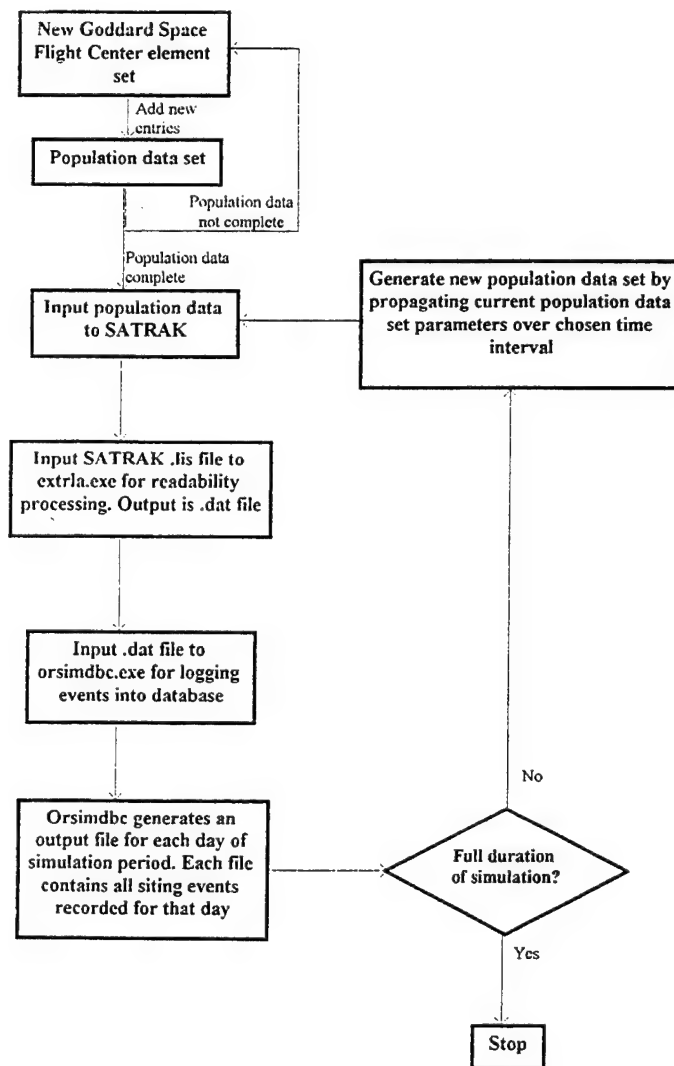 New Goddard Space
Flight Center element
set
Add new
entries
Population data set
Population data
not complete
Population data
complete
Input population data
to SATRAK
Generate new population data set by
propagating current population data
set parameters over chosen time
interval
Input SATRAK .lis file to
extrla.exe for readability
processing. Output is .dat file
Input .dat file to
orsimdbc.exe for logging
events into database
Orsimdbc generates an
output file for each day of
simulation period. Each file
contains all siting events
recorded for that day
No
Full duration
of simulation?
Yes
Stop